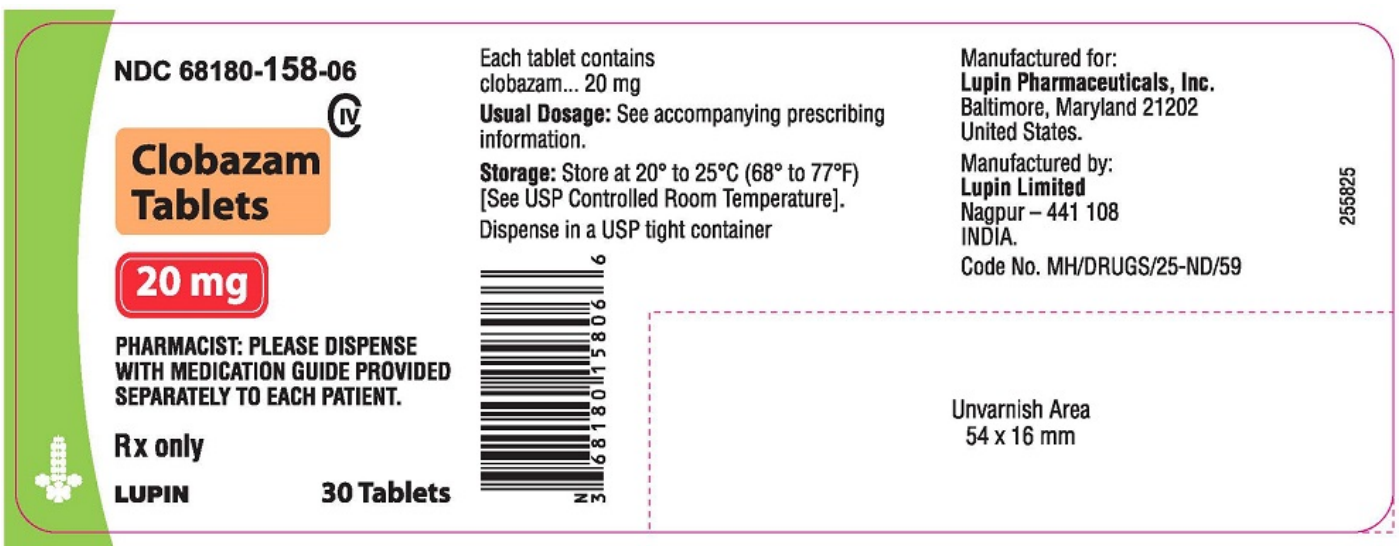 NDC 68180-158-06
CIV
Clobazam
Tablets
20 mg
PHARMACIST: PLEASE DISPENSE
WITH MEDICATION GUIDE PROVIDED
SEPARATELY TO EACH PATIENT.
Rx only
LUPIN
30 Tablets
Each tablet contains
clobazam... 20 mg
Usual Dosage: See accompanying prescribing
information.
Storage: Store at 20° to 25°C (68° to 77°F)
[See USP Controlled Room Temperature].
Dispense in a USP tight container
N
3 68180 15806 6
Manufactured for:
Lupin Pharmaceuticals, Inc.
Baltimore, Maryland 21202
United States.
Manufactured by:
Lupin Limited
Nagpur – 441 108
INDIA.
Code No. MH/DRUGS/25-ND/59
255825
Unvarnish Area
54 x 16 mm